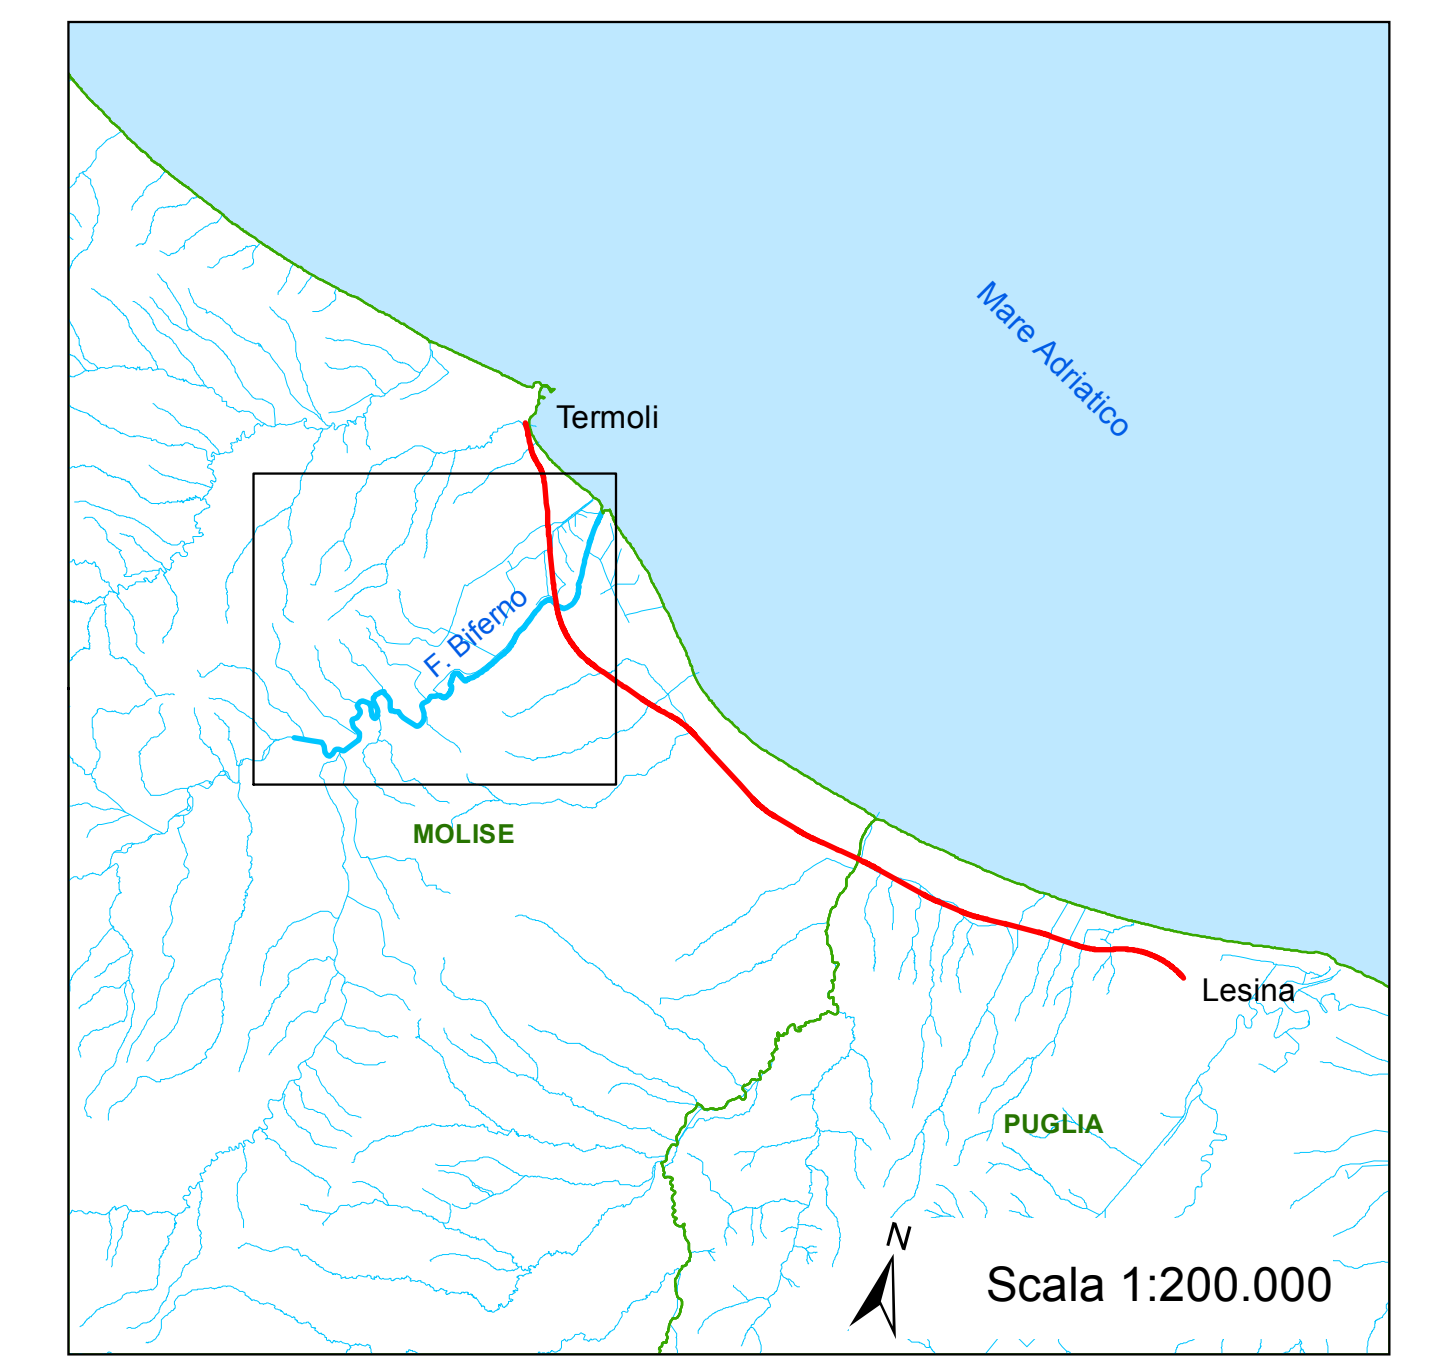 Mare Adriatico
Termoli
F. Biferno
MOLISE
Lesina
PUGLIA
N
Scala 1:200.000